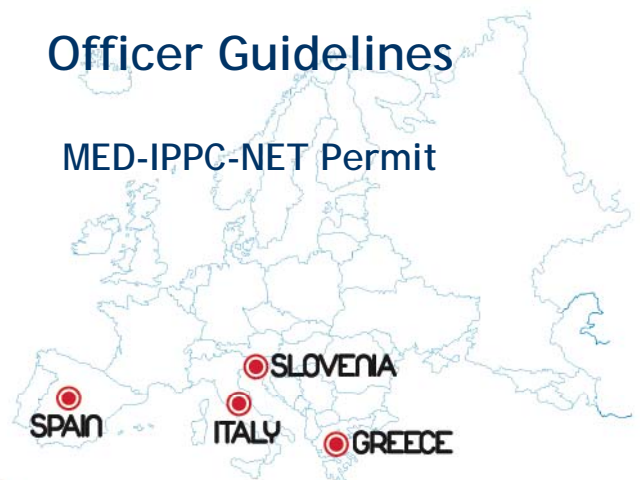 Officer Guidelines
MED-IPPC-NET Permit
SLOVENIA
SPAIN
ITALY
GREECE